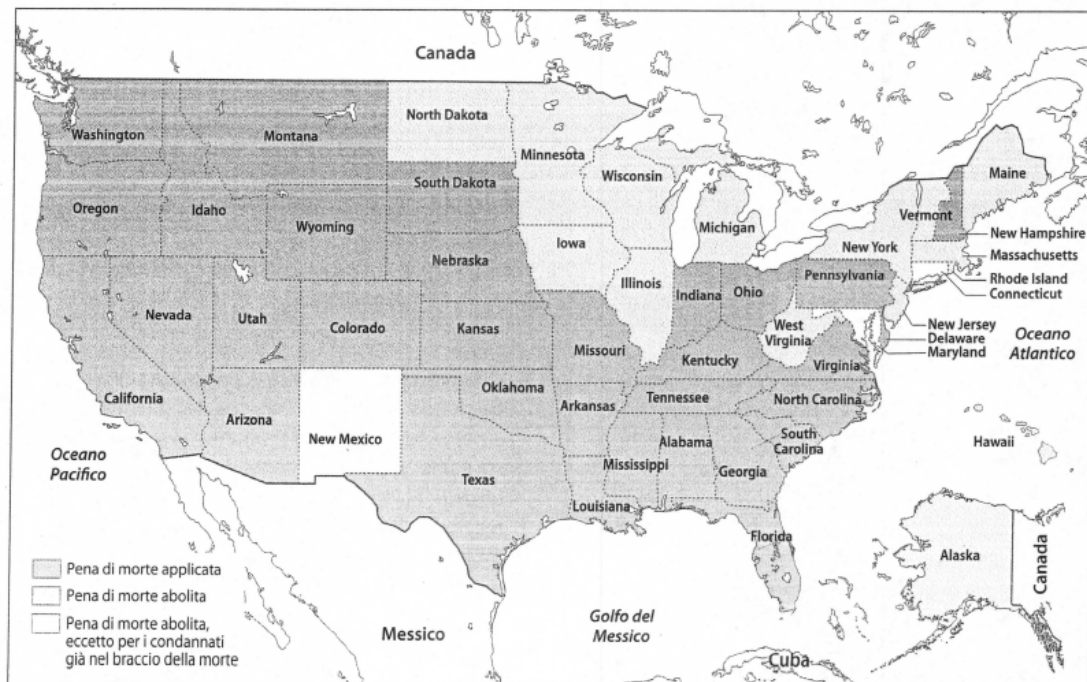 Canada
Washington
Montana
North Dakota
Minnesota
Maine
Oregon
Idaho
Wyoming
South Dakota
Wisconsin
Michigan
Vermont
New York
New Hampshire
Massachusetts
Rhode Island
Connecticut
Nebraska
Iowa
Illinois
Indiana
Ohio
Pennsylvania
New Jersey
Delaware
Maryland
Oceano
Atlantico
Nevada
Utah
Colorado
Kansas
Missouri
Kentucky
West
Virginia
Virginia
California
Arizona
New Mexico
Oklahoma
Arkansas
Tennessee
North Carolina
South
Carolina
Oceano
Pacifico
Texas
Louisiana
Mississippi
Alabama
Georgia
Florida
Hawaii
Alaska
Canada
Pena di morte applicata
Pena di morte abolita
Pena di morte abolita,
eccetto per i condannati
già nel braccio della morte
Messico
Golfo del
Messico
Cuba